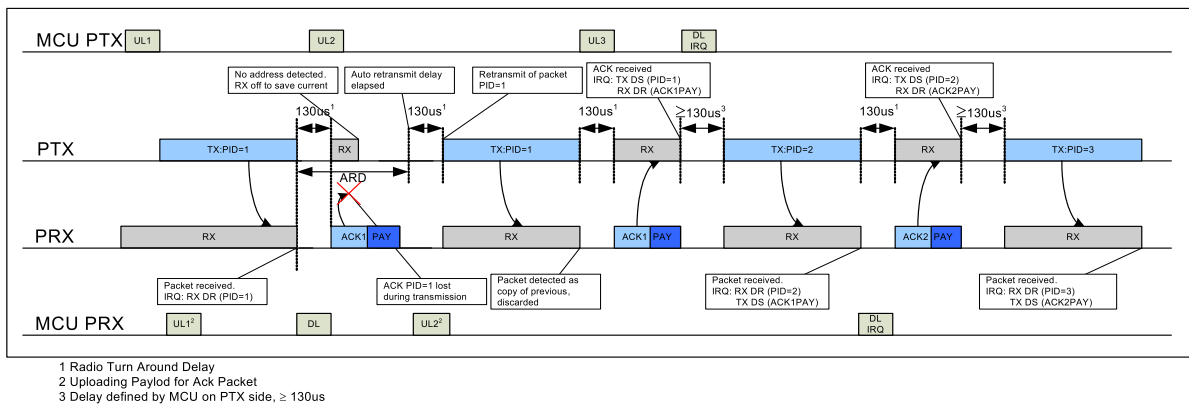 MCU PTX
UL1
UL2
UL3
DL
IRQ
No address detected.
RX off to save current
Auto retransmit delay
elapsed
Retransmit of packet
PID=1
ACK received
IRQ: TX DS (PID=1)
RX DR (ACK1PAY)
ACK received
IRQ: TX DS (PID=2)
RX DR (ACK2PAY)
130us1
130us1
130us1
≥130us3
130us1
≥130us3
PTX
TX:PID=1
RX
TX:PID=1
RX
TX:PID=2
RX
TX:PID=3
ARD
PRX
RX
ACK1
PAY
RX
ACK1
PAY
RX
ACK2
PAY
RX
Packet received.
IRQ: RX DR (PID=1)
ACK PID=1 lost
during transmission
Packet detected as
copy of previous,
discarded
Packet received.
IRQ: RX DR (PID=2)
TX DS (ACK1PAY)
Packet received.
IRQ: RX DR (PID=3)
TX DS (ACK2PAY)
MCU PRX
UL12
DL
UL22
DL
IRQ
1 Radio Turn Around Delay
2 Uploading Paylod for Ack Packet
3 Delay defined by MCU on PTX side, ≥ 130us